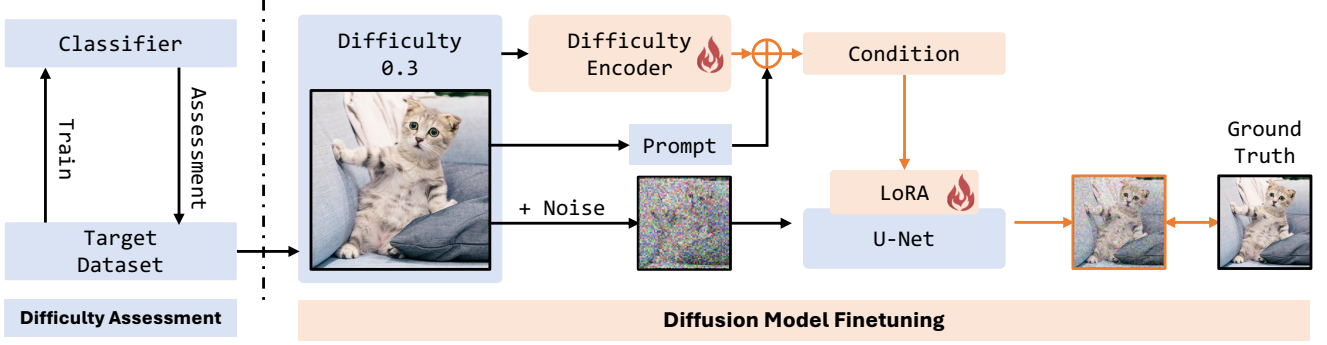 Classifier
Train
Assessment
Target
Dataset
Difficulty Assessment
Difficulty
0.3
Difficulty
Encoder
Condition
Prompt
+ Noise
LoRA
U-Net
Ground
Truth
Diffusion Model Finetuning